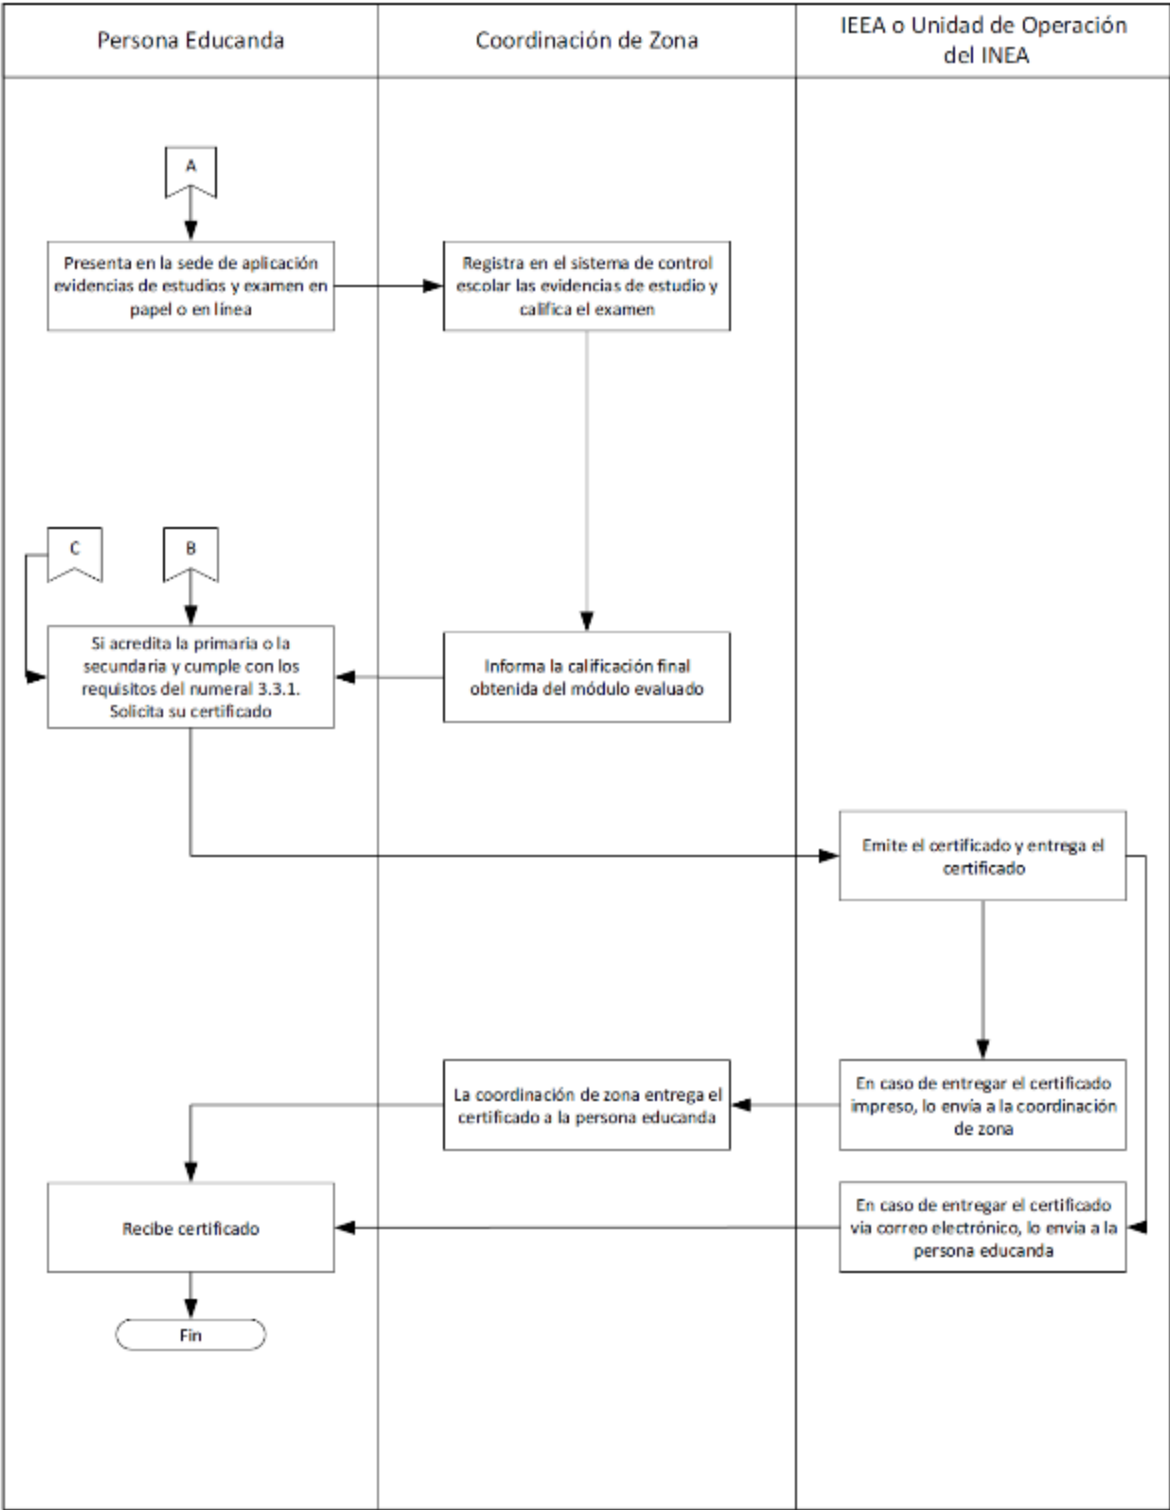 Persona Educanda
Coordinación de Zona
IEEA o Unidad de Operación
del INEA
A
Presenta en la sede de aplicación
evidencias de estudios y examen en
papel o en línea
Registra en el sistema de control
escolar las evidencias de estudio y
califica el examen
C
B
Si acredita la primaria o la
secundaria y cumple con los
requisitos del numeral 3.3.1.
Solicita su certificado
Informa la calificación final
obtenida del módulo evaluado
Emite el certificado y entrega el
certificado
En caso de entregar el certificado
impreso, lo envía a la coordinación
de zona
La coordinación de zona entrega el
certificado a la persona educanda
En caso de entregar el certificado
vía correo electrónico, lo envía a la
persona educanda
Recibe certificado
Fin